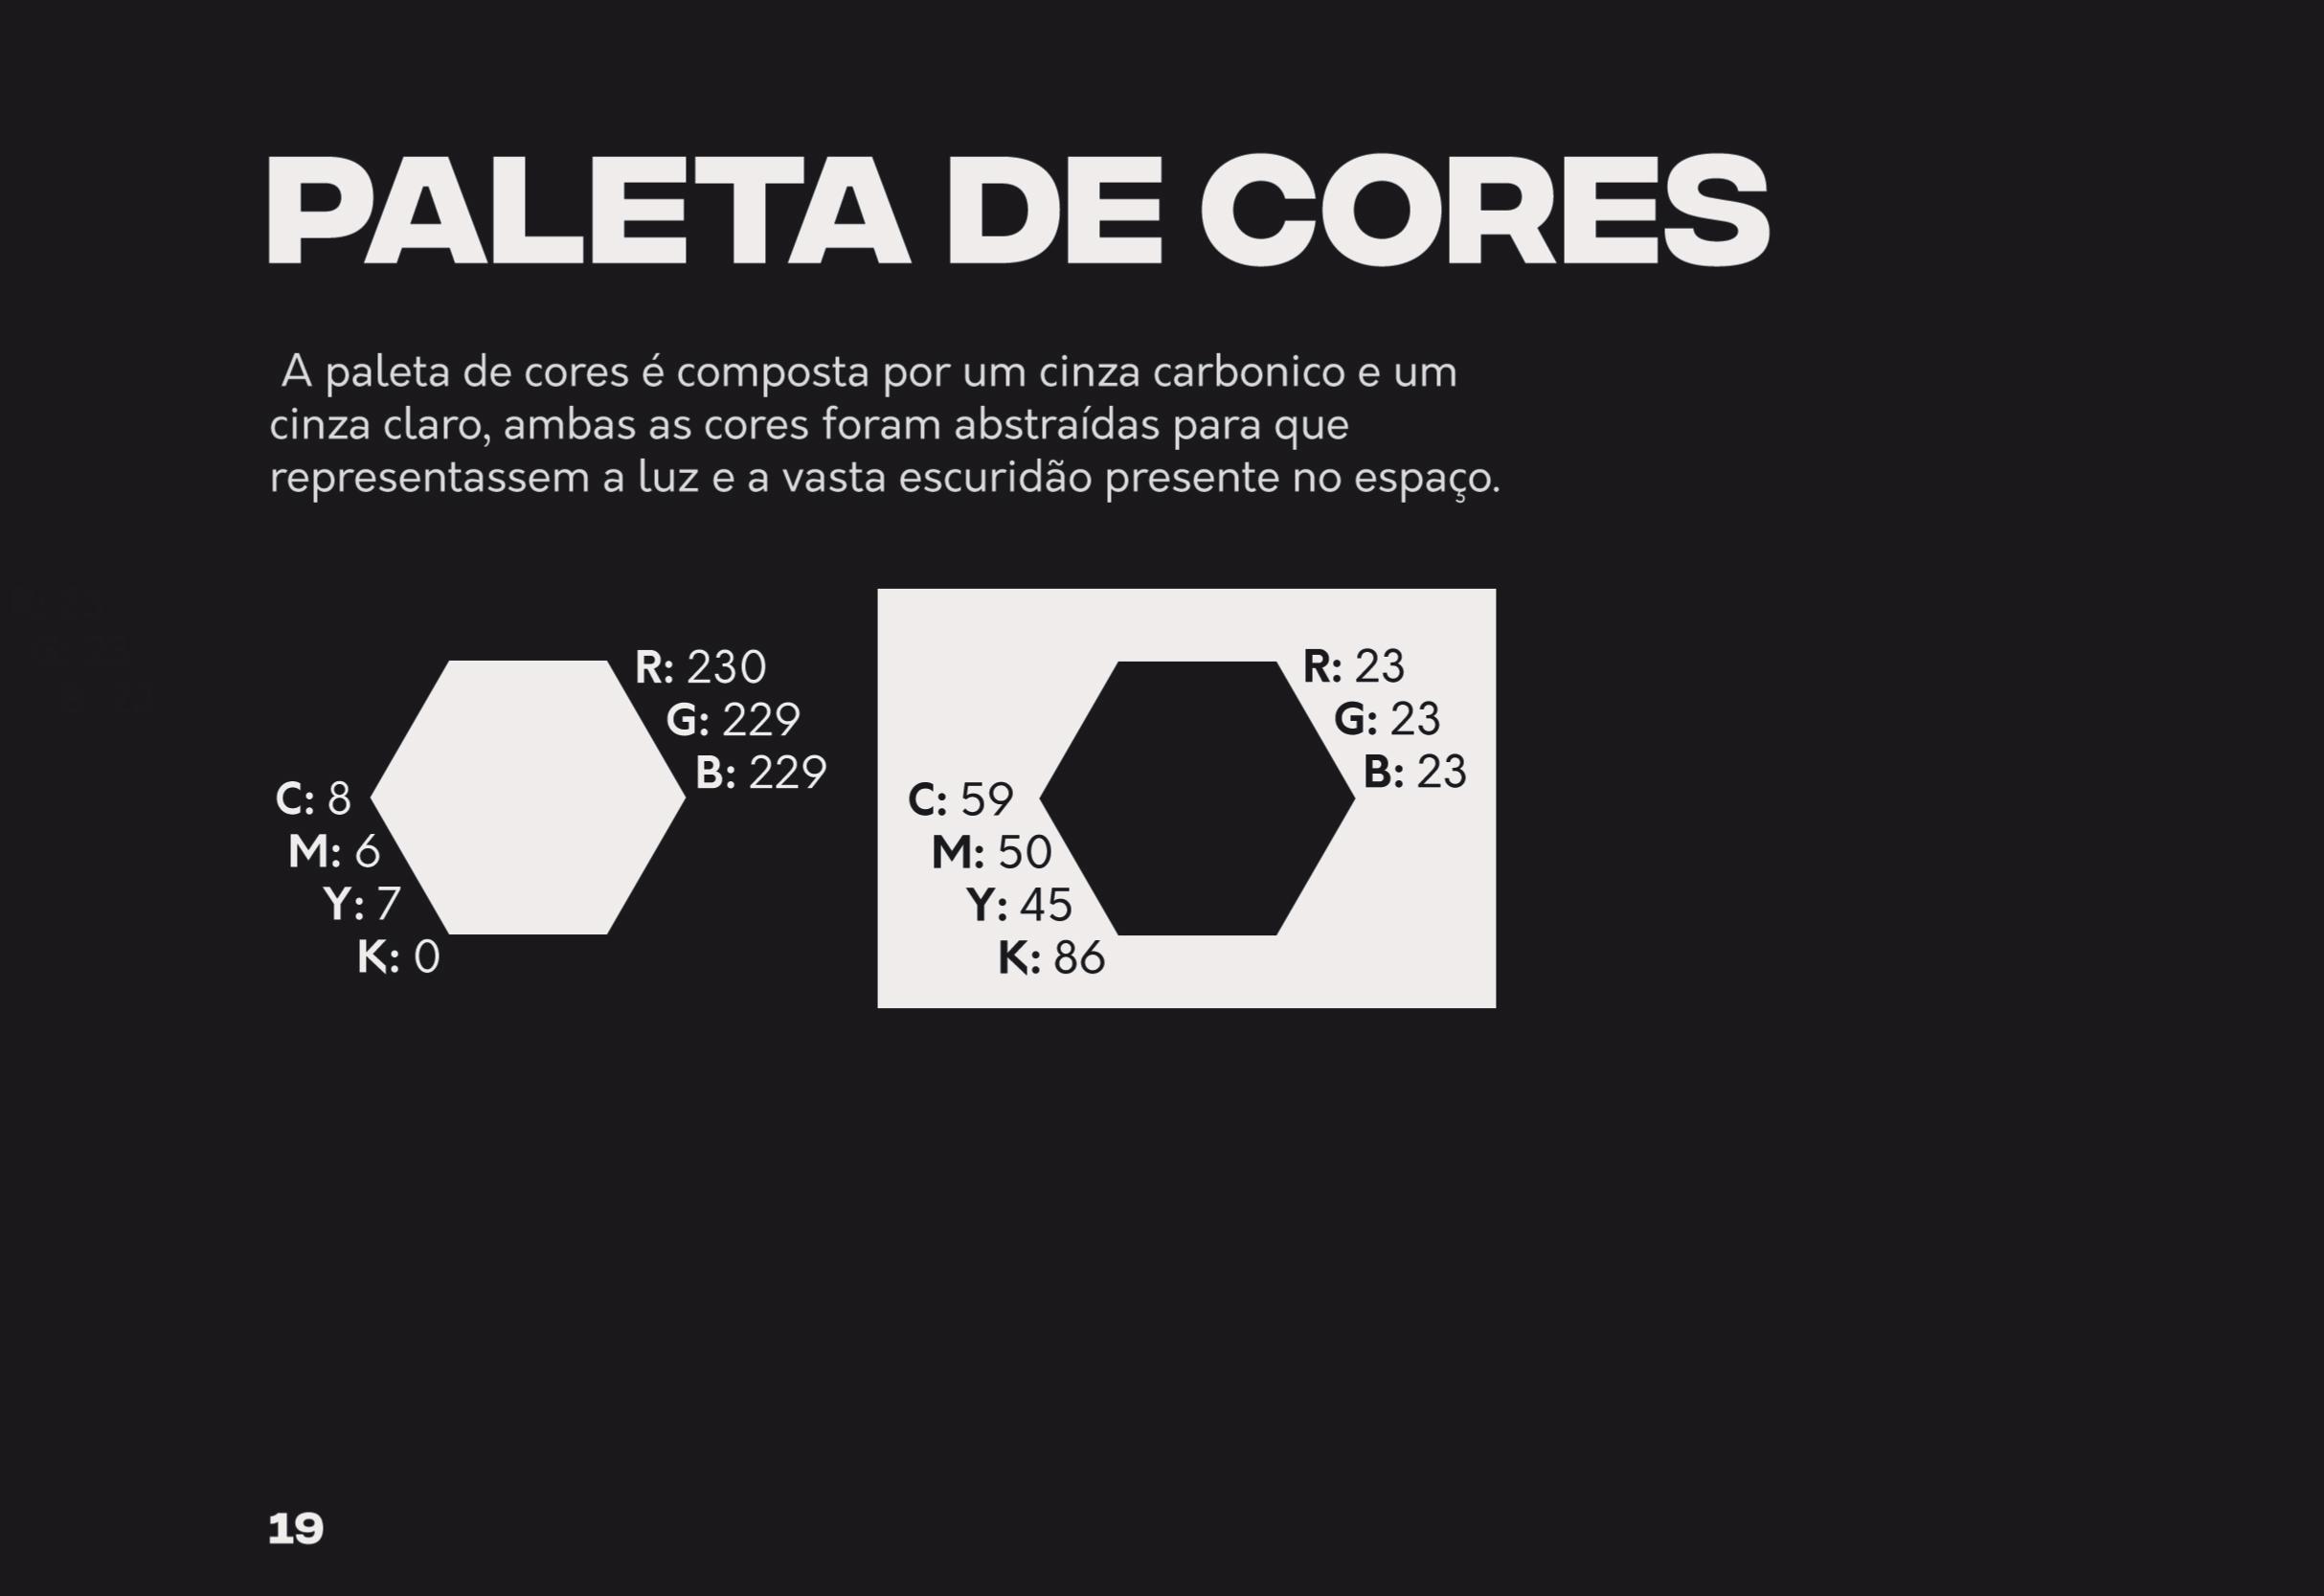 PALETA DE CORES
A paleta de cores é composta por um cinza carbonico e um
cinza claro, ambas as cores foram abstraídas para que
representassem a luz e a vasta escuridão presente no espaço.
R: 230
G: 229
B: 229
C: 8
M: 6
Y: 7
K: 0
R: 23
G: 23
B: 23
C: 59
M: 50
Y: 45
K: 86
19